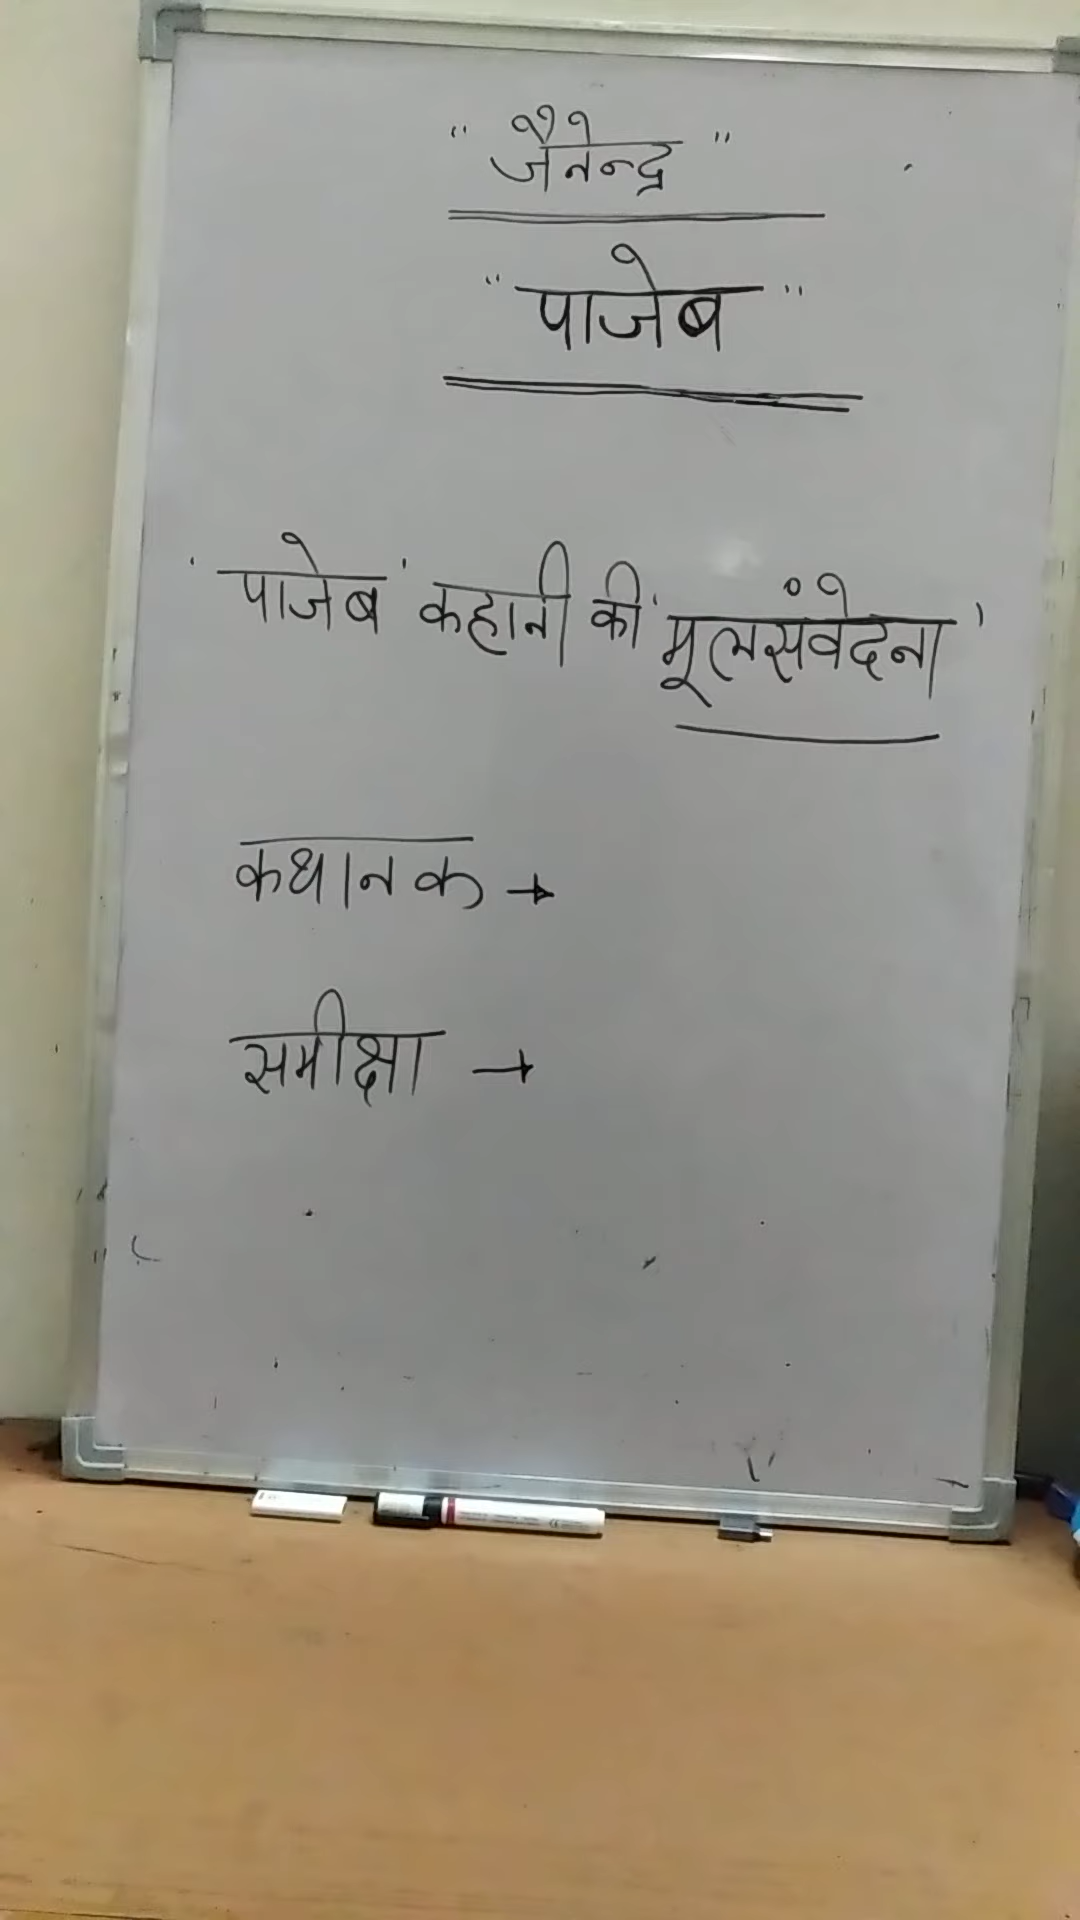 "जैनेन्द्र"
"पाजेब"
'पाजेब' कहानी की 'मूलसंवेदना'
कथानक →
समीक्षा →